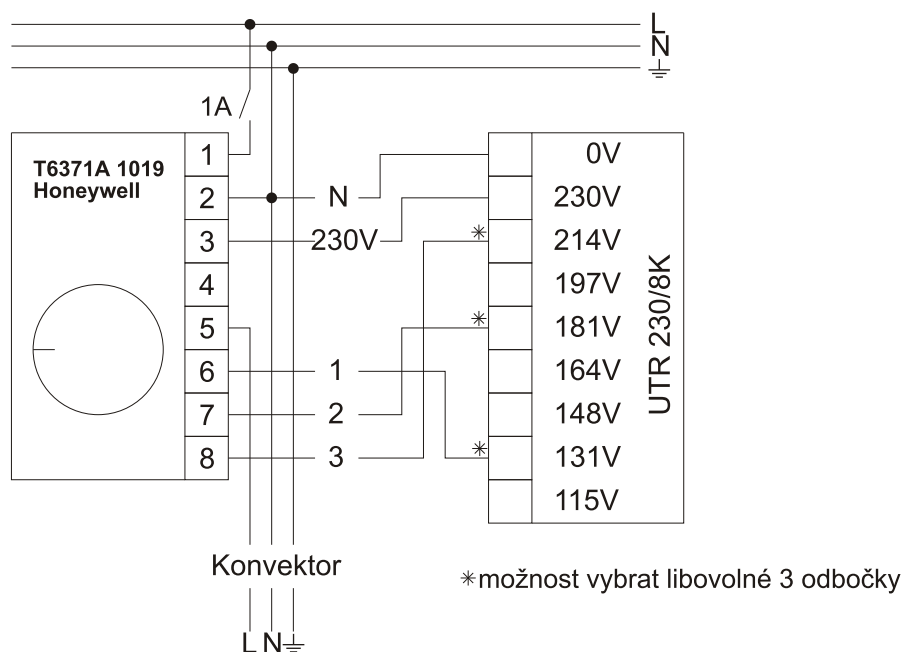 L
N
1A
T6371A 1019
Honeywell
1
2
3
4
5
6
7
8
N
230V
1
2
3
0V
230V
214V
197V
181V
164V
148V
131V
115V
UTR 230/8K
Konvektor
*možnost vybrat libovolné 3 odbočky
L N